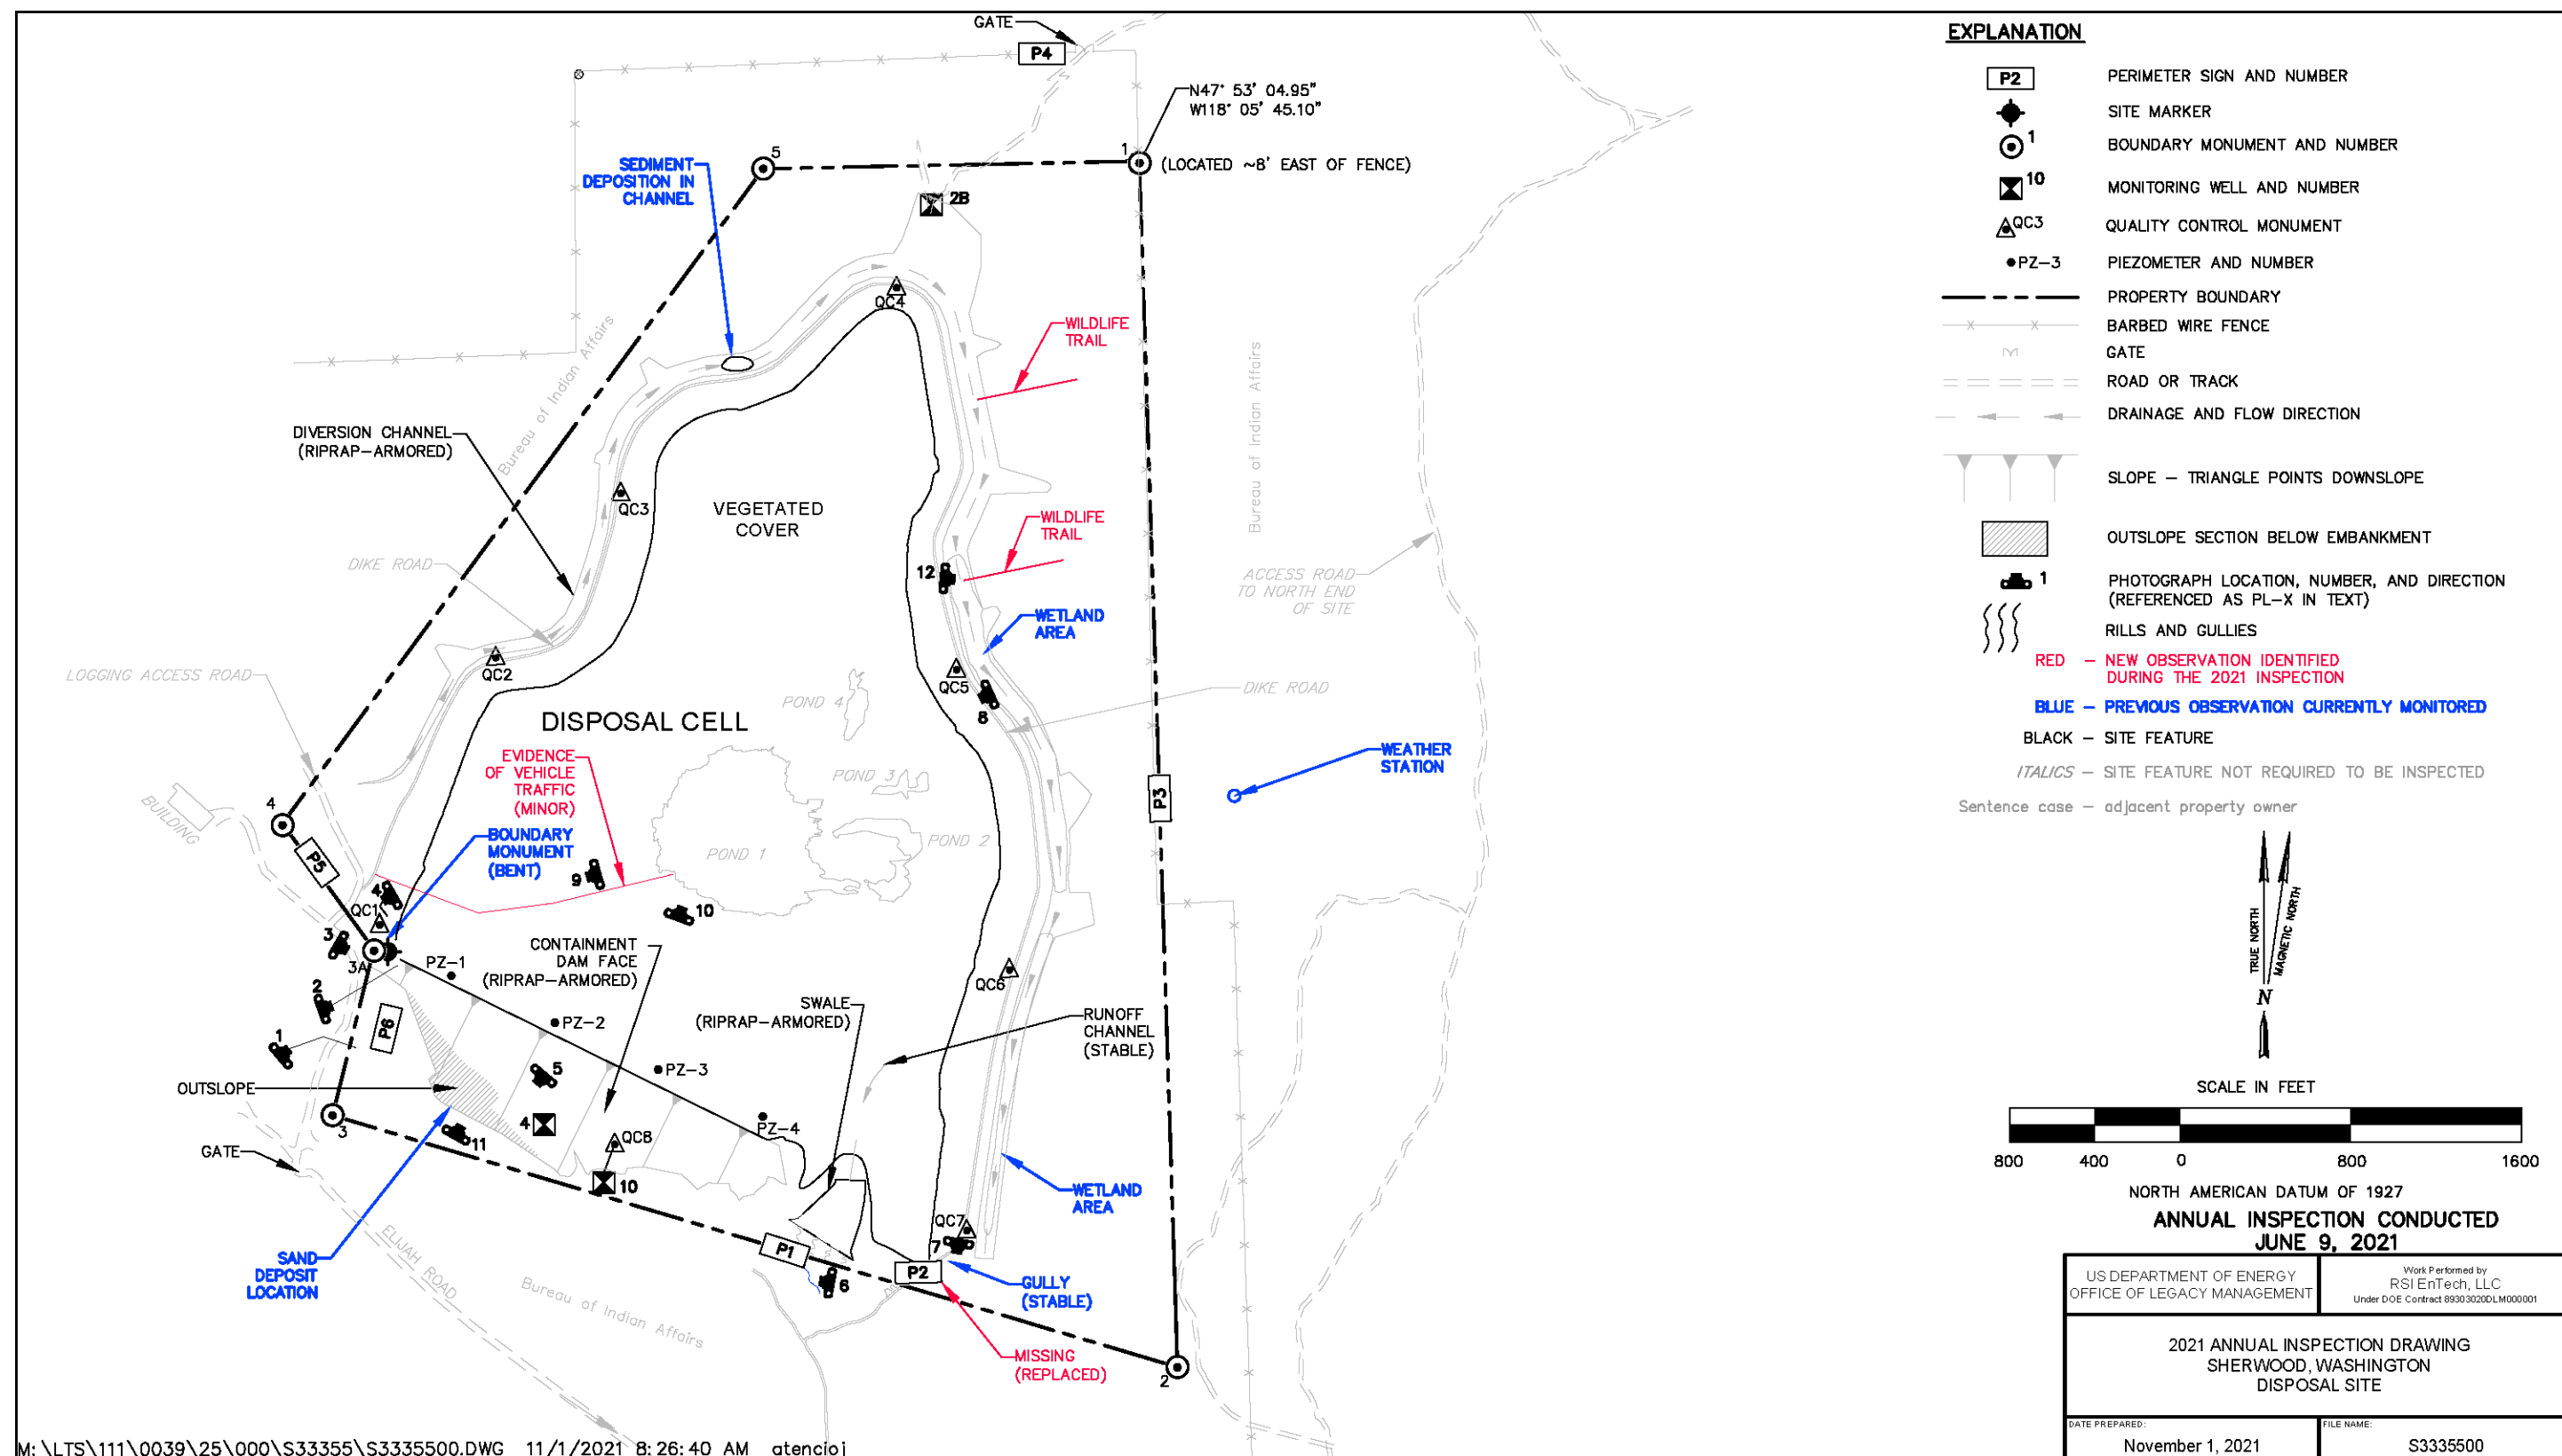 GATE
P4
N47° 53' 04.95"
W118° 05' 45.10"
5
1
(LOCATED ~8' EAST OF FENCE)
SEDIMENT
DEPOSITION IN
CHANNEL
2B
QC4
WILDLIFE
TRAIL
Bureau of Indian Affairs
Bureau of Indian Affairs
DIVERSION CHANNEL
(RIPRAP-ARMORED)
QC3
VEGETATED
COVER
WILDLIFE
TRAIL
DIKE ROAD
12
ACCESS ROAD
TO NORTH END
OF SITE
WETLAND
AREA
LOGGING ACCESS ROAD
QC2
QC5
DIKE ROAD
POND 4
8
DISPOSAL CELL
EVIDENCE
OF VEHICLE
TRAFFIC
(MINOR)
WEATHER
STATION
POND 3
P3
BUILDING
4
BOUNDARY
MONUMENT
(BENT)
POND 2
POND 1
P5
9
4
10
QC1
3
3A
PZ-1
CONTAINMENT
DAM FACE
(RIPRAP-ARMORED)
QC6
2
SWALE
(RIPRAP-ARMORED)
RUNOFF
CHANNEL
(STABLE)
P6
PZ-2
1
PZ-3
5
OUTSLOPE
3
4
PZ-4
QC8
11
GATE
10
WETLAND
AREA
QC7
7
P1
P2
6
SAND
DEPOSIT
LOCATION
ELIJAH ROAD
Bureau of Indian Affairs
GULLY
(STABLE)
MISSING
(REPLACED)
2
M:\LTS\111\0039\25\000\S33355\S3335500.DWG 11/1/2021 8:26:40 AM atencioj
EXPLANATION
P2 PERIMETER SIGN AND NUMBER
SITE MARKER
1 BOUNDARY MONUMENT AND NUMBER
10 MONITORING WELL AND NUMBER
QC3 QUALITY CONTROL MONUMENT
PZ-3 PIEZOMETER AND NUMBER
PROPERTY BOUNDARY
BARBED WIRE FENCE
GATE
ROAD OR TRACK
DRAINAGE AND FLOW DIRECTION
SLOPE - TRIANGLE POINTS DOWNSLOPE
OUTSLOPE SECTION BELOW EMBANKMENT
1 PHOTOGRAPH LOCATION, NUMBER, AND DIRECTION
(REFERENCED AS PL-X IN TEXT)
RILLS AND GULLIES
RED - NEW OBSERVATION IDENTIFIED
DURING THE 2021 INSPECTION
BLUE - PREVIOUS OBSERVATION CURRENTLY MONITORED
BLACK - SITE FEATURE
ITALICS - SITE FEATURE NOT REQUIRED TO BE INSPECTED
Sentence case - adjacent property owner
TRUE NORTH
MAGNETIC NORTH
N
SCALE IN FEET
800 400 0 800 1600
NORTH AMERICAN DATUM OF 1927
ANNUAL INSPECTION CONDUCTED
JUNE 9, 2021
US DEPARTMENT OF ENERGY
OFFICE OF LEGACY MANAGEMENT
Work Performed by
RSI EnTech, LLC
Under DOE Contract 89303020DLM000001
2021 ANNUAL INSPECTION DRAWING
SHERWOOD, WASHINGTON
DISPOSAL SITE
DATE PREPARED:
November 1, 2021
FILE NAME:
S3335500